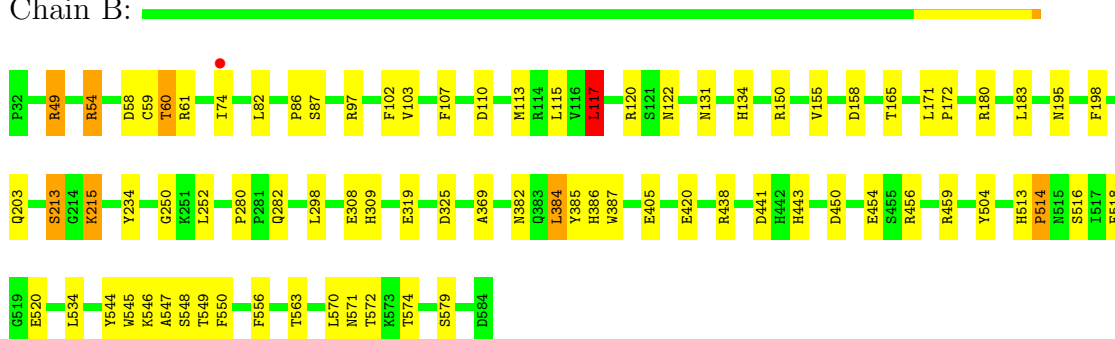 Chain B:
P32 R49 R54 D58 C59 T60 R61 I74 L82 P86 S87 R97 F102 V103 F107 D110 M113 R114 L115 V116 L117 R120 S121 N122 N131 H134 R150 V155 D158 T165 L171 P172 R180 L183 N195 F198
Q203 S213 G214 K215 Y234 G250 K251 L252 P280 P281 Q282 L298 E308 H309 E319 D325 A369 N382 Q383 L384 Y385 H386 W387 E405 E420 R438 D441 H442 H443 D450 E454 S455 R456 R459 Y504 H513 P514 N515 S516 I517
G519 E520 L534 Y544 W545 K546 A547 S548 T549 F550 F556 T563 L570 N571 T572 K573 T574 S579 D584